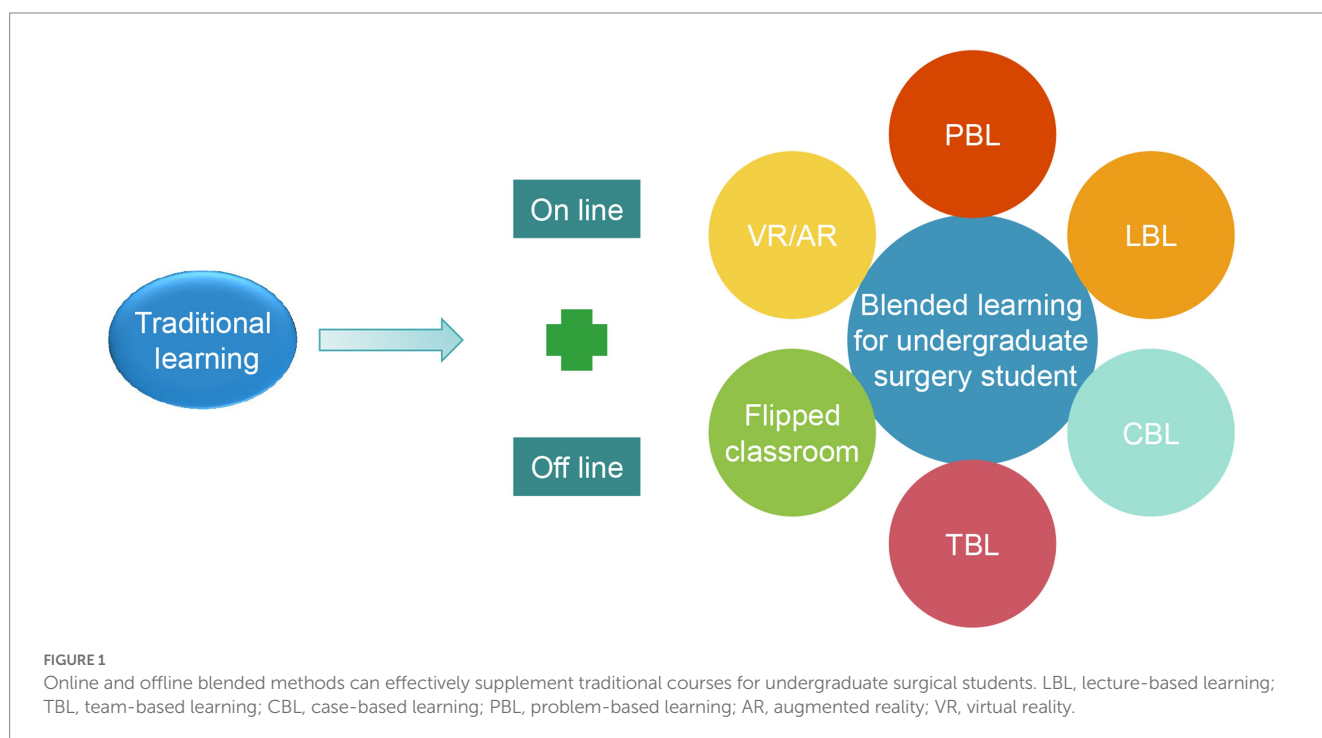 Traditional
learning
On line
Off line
PBL
VR/AR
LBL
Blended learning
for undergraduate
surgery student
Flipped
classroom
CBL
TBL
FIGURE 1
Online and offline blended methods can effectively supplement traditional courses for undergraduate surgical students. LBL, lecture-based learning;
TBL, team-based learning; CBL, case-based learning; PBL, problem-based learning; AR, augmented reality; VR, virtual reality.